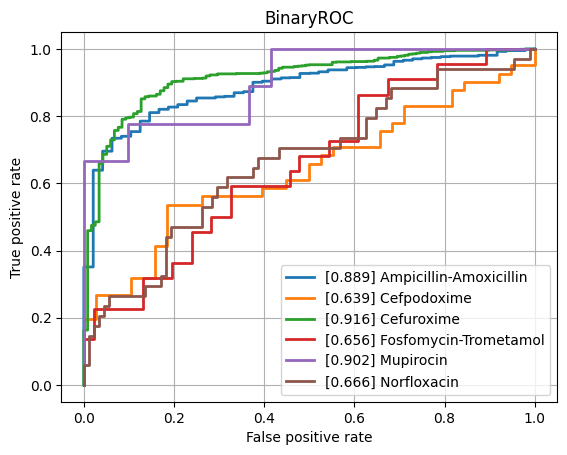 BinaryROC
1.0
0.8
0.6
0.4
0.2
0.0
True positive rate
[0.889] Ampicillin-Amoxicillin
[0.639] Cefpodoxime
[0.916] Cefuroxime
[0.656] Fosfomycin-Trometamol
[0.902] Mupirocin
[0.666] Norfloxacin
0.0 0.2 0.4 0.6 0.8 1.0
False positive rate